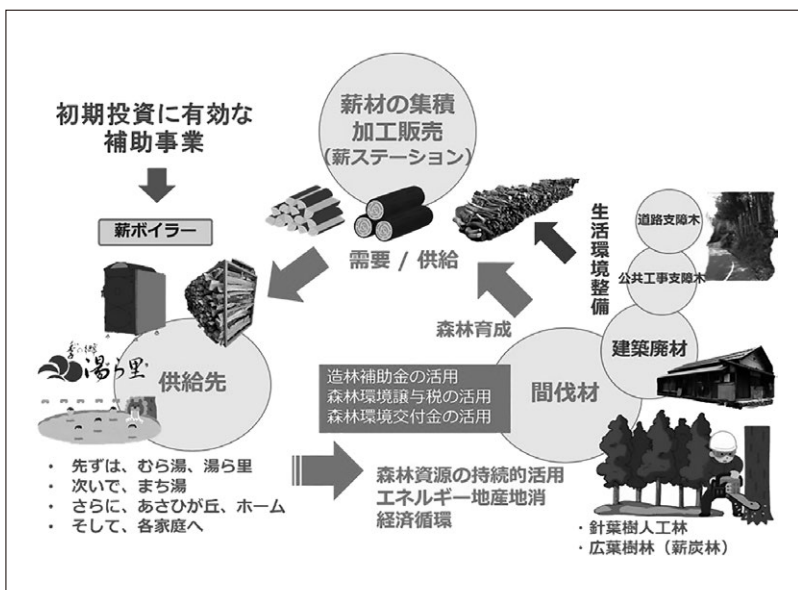 初期投資に有効な
補助事業
薪材の集積
加工販売
(薪ステーション)
薪ボイラー
需要 / 供給
生活環境整備
道路支障木
公共工事支障木
建築廃材
間伐材
森林育成
湯ら里
供給先
造林補助金の活用
森林環境譲与税の活用
森林環境交付金の活用
・ 先ずは、むら湯、湯ら里
・ 次いで、まち湯
・ さらに、あさひが丘、ホーム
・ そして、各家庭へ
森林資源の持続的活用
エネルギー地産地消
経済循環
・針葉樹人工林
・広葉樹林（薪炭林）